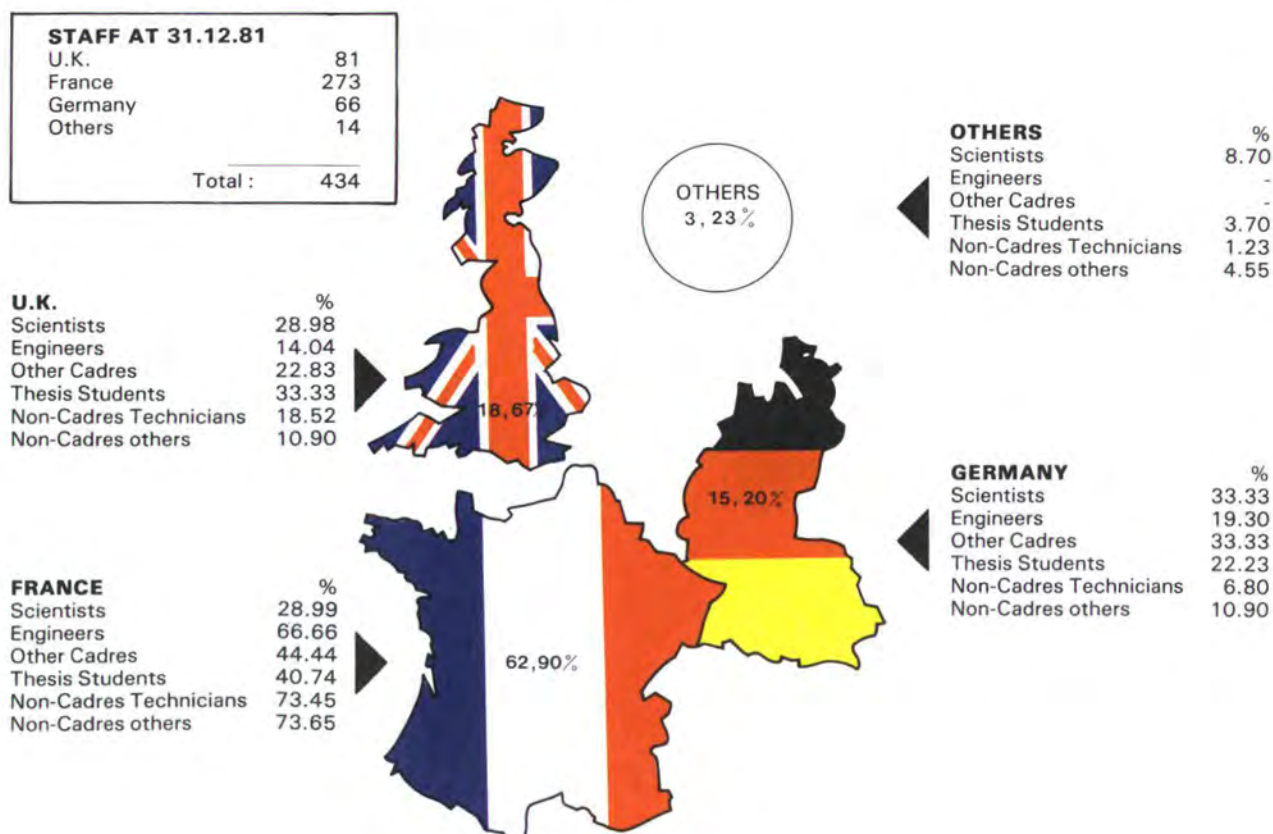 STAFF AT 31.12.81
U.K. 81
France 273
Germany 66
Others 14
Total : 434
OTHERS
3,23%
OTHERS %
Scientists 8.70
Engineers -
Other Cadres -
Thesis Students 3.70
Non-Cadres Technicians 1.23
Non-Cadres others 4.55
U.K. %
Scientists 28.98
Engineers 14.04
Other Cadres 22.83
Thesis Students 33.33
Non-Cadres Technicians 18.52
Non-Cadres others 10.90
18,67%
15,20%
GERMANY %
Scientists 33.33
Engineers 19.30
Other Cadres 33.33
Thesis Students 22.23
Non-Cadres Technicians 6.80
Non-Cadres others 10.90
FRANCE %
Scientists 28.99
Engineers 66.66
Other Cadres 44.44
Thesis Students 40.74
Non-Cadres Technicians 73.45
Non-Cadres others 73.65
62,90%